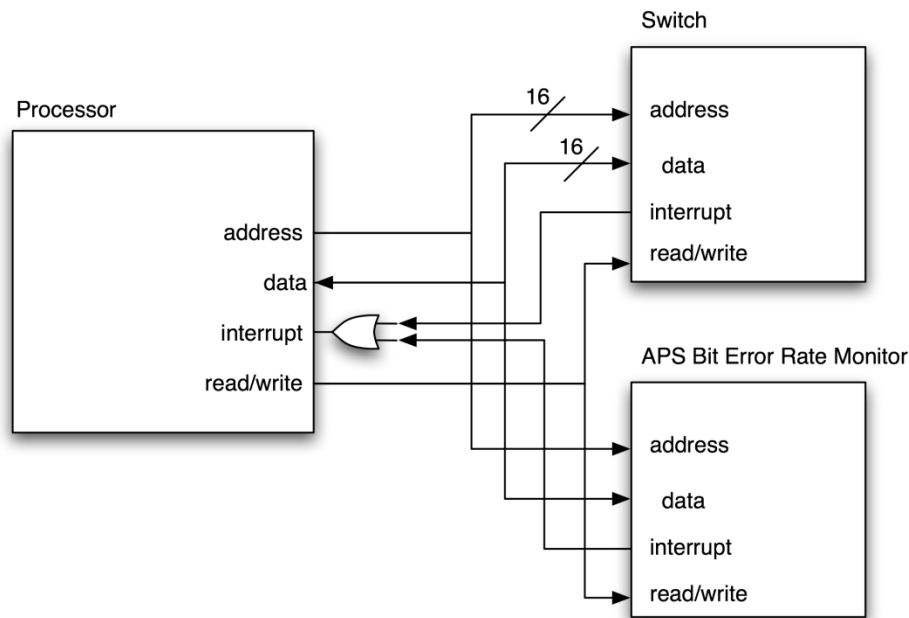 Switch
16
address
Processor
16
data
interrupt
address
read/write
data
interrupt
APS Bit Error Rate Monitor
read/write
address
data
interrupt
read/write